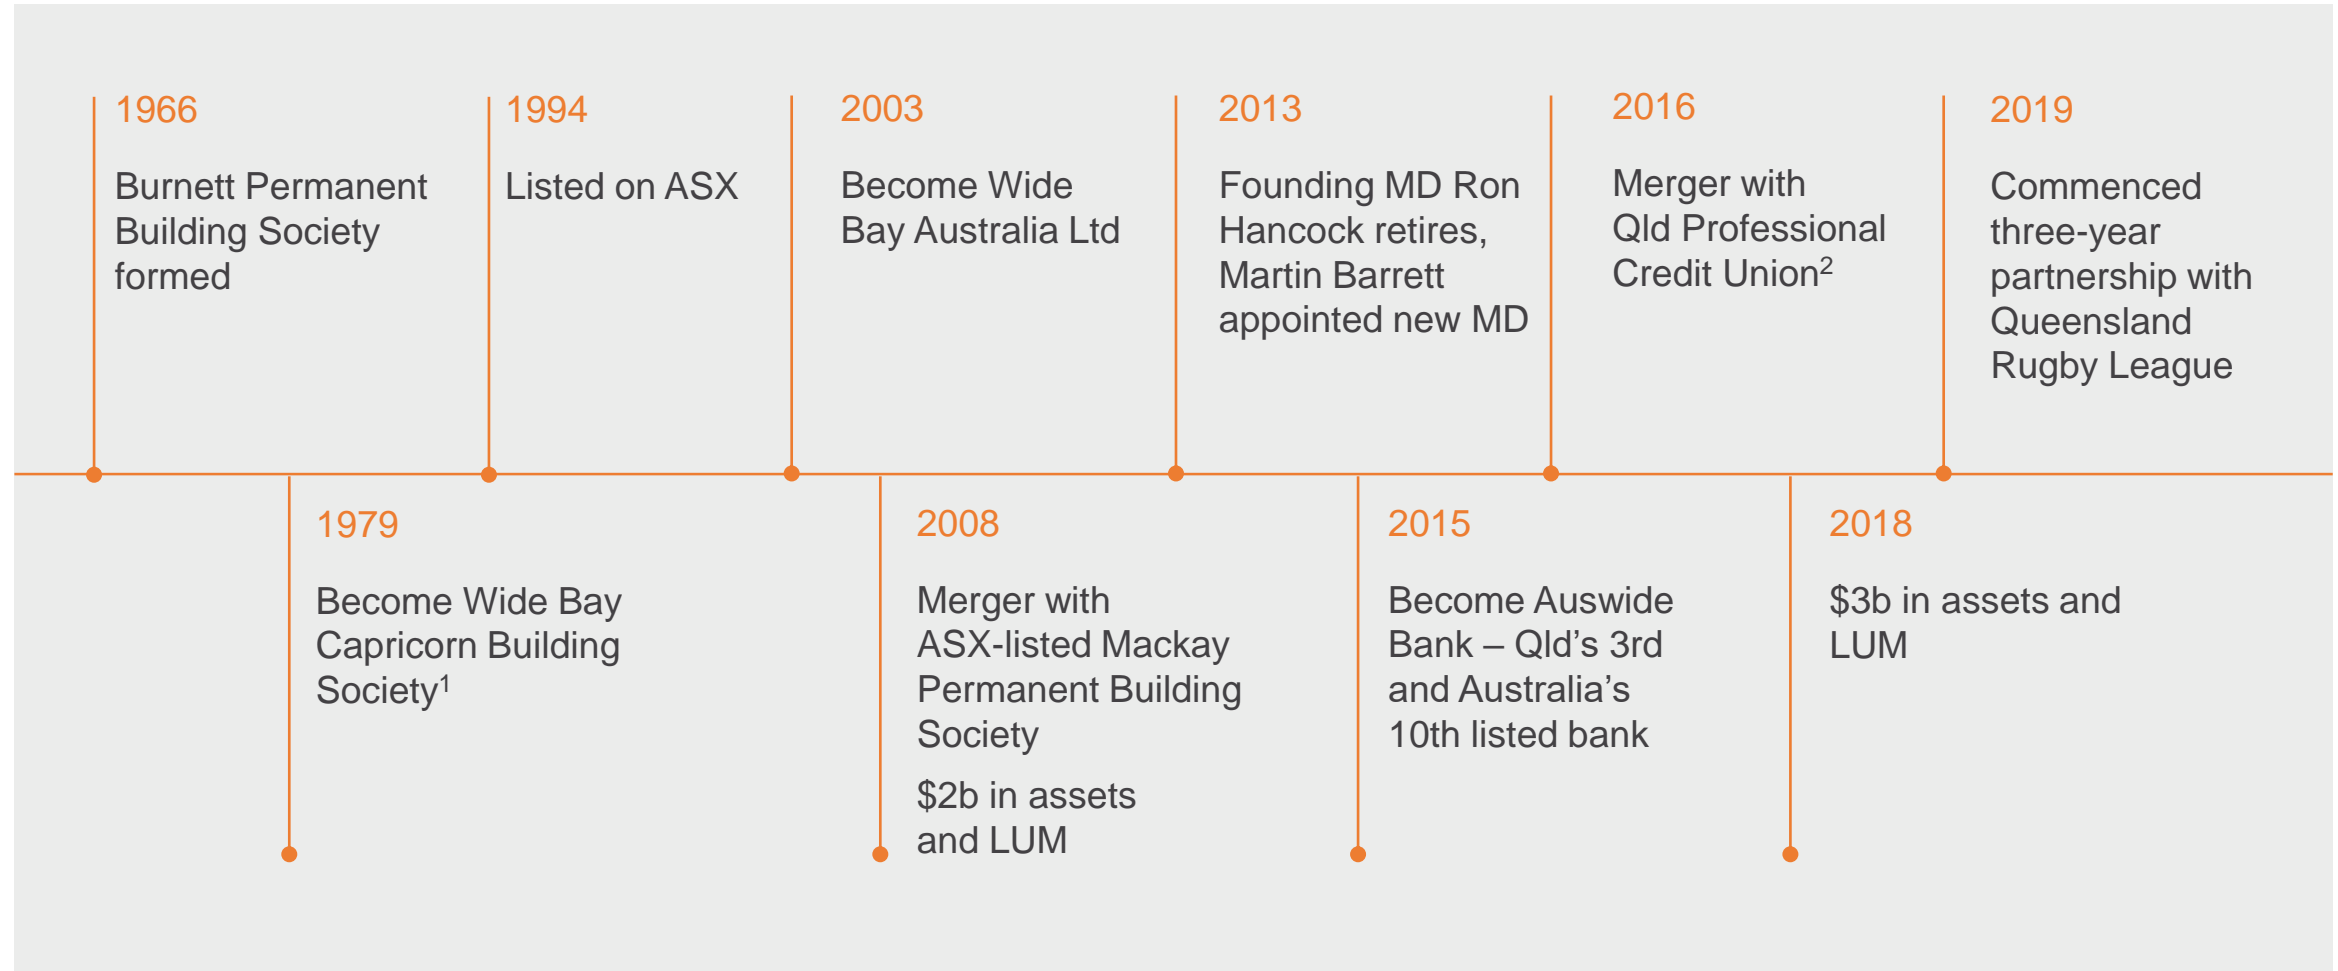 1966
Burnett Permanent
Building Society
formed
1994
Listed on ASX
2003
Become Wide
Bay Australia Ltd
2013
Founding MD Ron
Hancock retires,
Martin Barrett
appointed new MD
2016
Merger with
Qld Professional
Credit Union²
2019
Commenced
three-year
partnership with
Queensland
Rugby League
1979
Become Wide Bay
Capricorn Building
Society¹
2008
Merger with
ASX-listed Mackay
Permanent Building
Society
$2b in assets
and LUM
2015
Become Auswide
Bank – Qld’s 3rd
and Australia’s
10th listed bank
2018
$3b in assets and
LUM